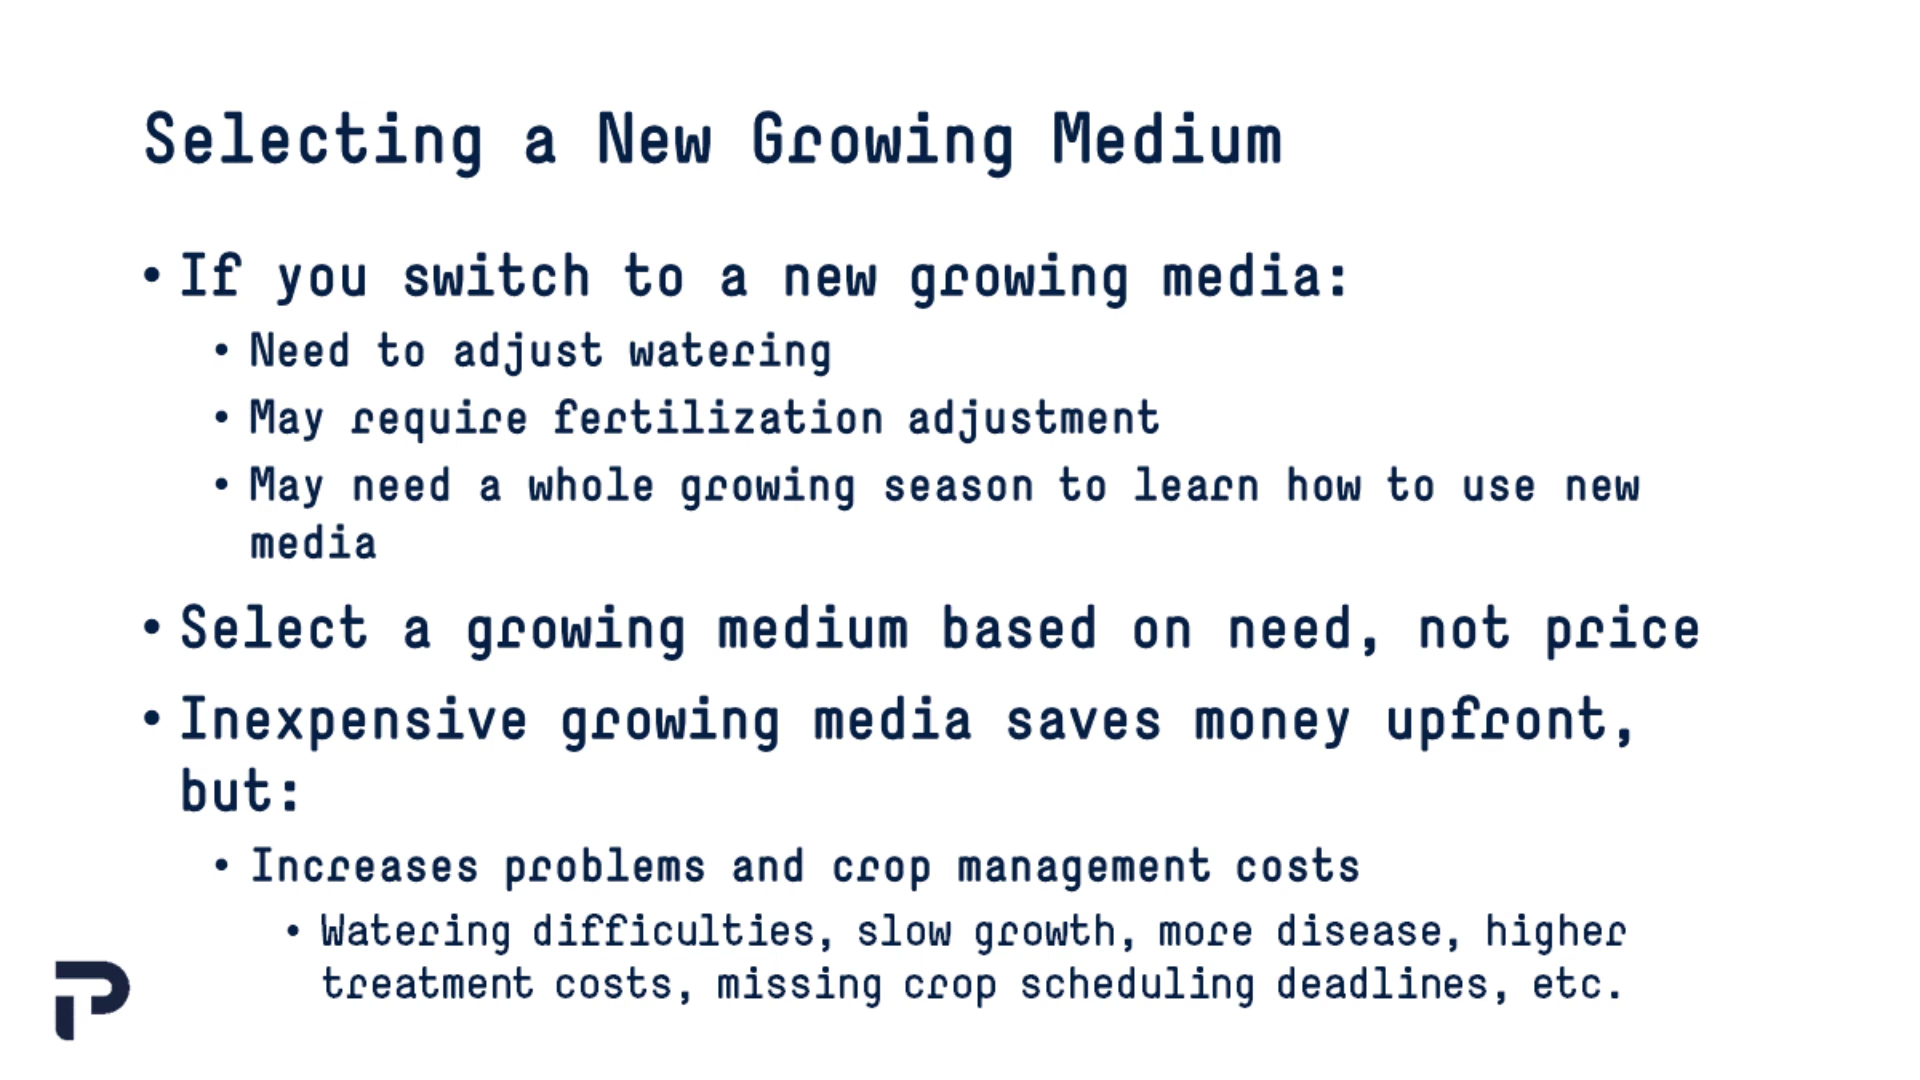 Selecting a New Growing Medium
• If you switch to a new growing media:
• Need to adjust watering
• May require fertilization adjustment
• May need a whole growing season to learn how to use new
media
• Select a growing medium based on need, not price
• Inexpensive growing media saves money upfront,
but:
• Increases problems and crop management costs
• Watering difficulties, slow growth, more disease, higher
treatment costs, missing crop scheduling deadlines, etc.